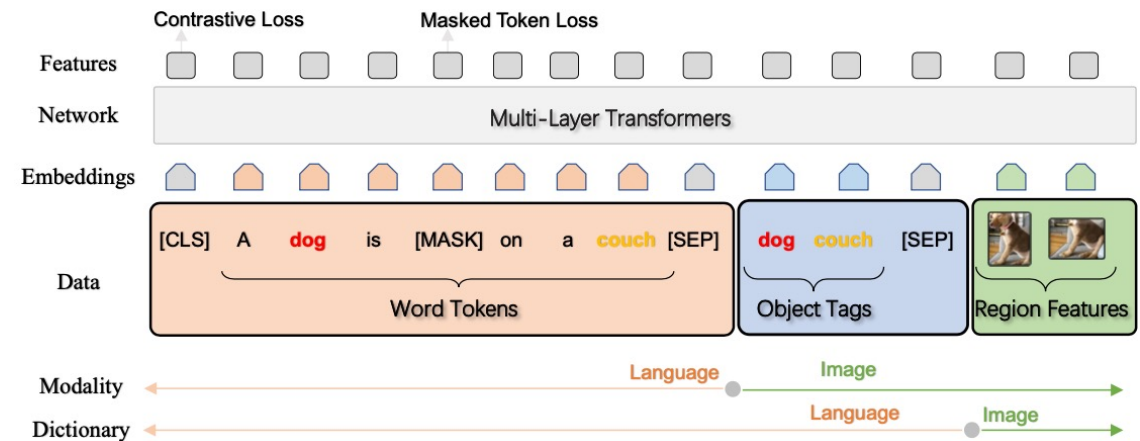 Contrastive Loss Masked Token Loss
Features
Network Multi-Layer Transformers
Embeddings
[CLS] A dog is [MASK] on a couch [SEP] dog couch [SEP]
Data
Word Tokens Object Tags Region Features
Modality Language Image
Dictionary Language Image